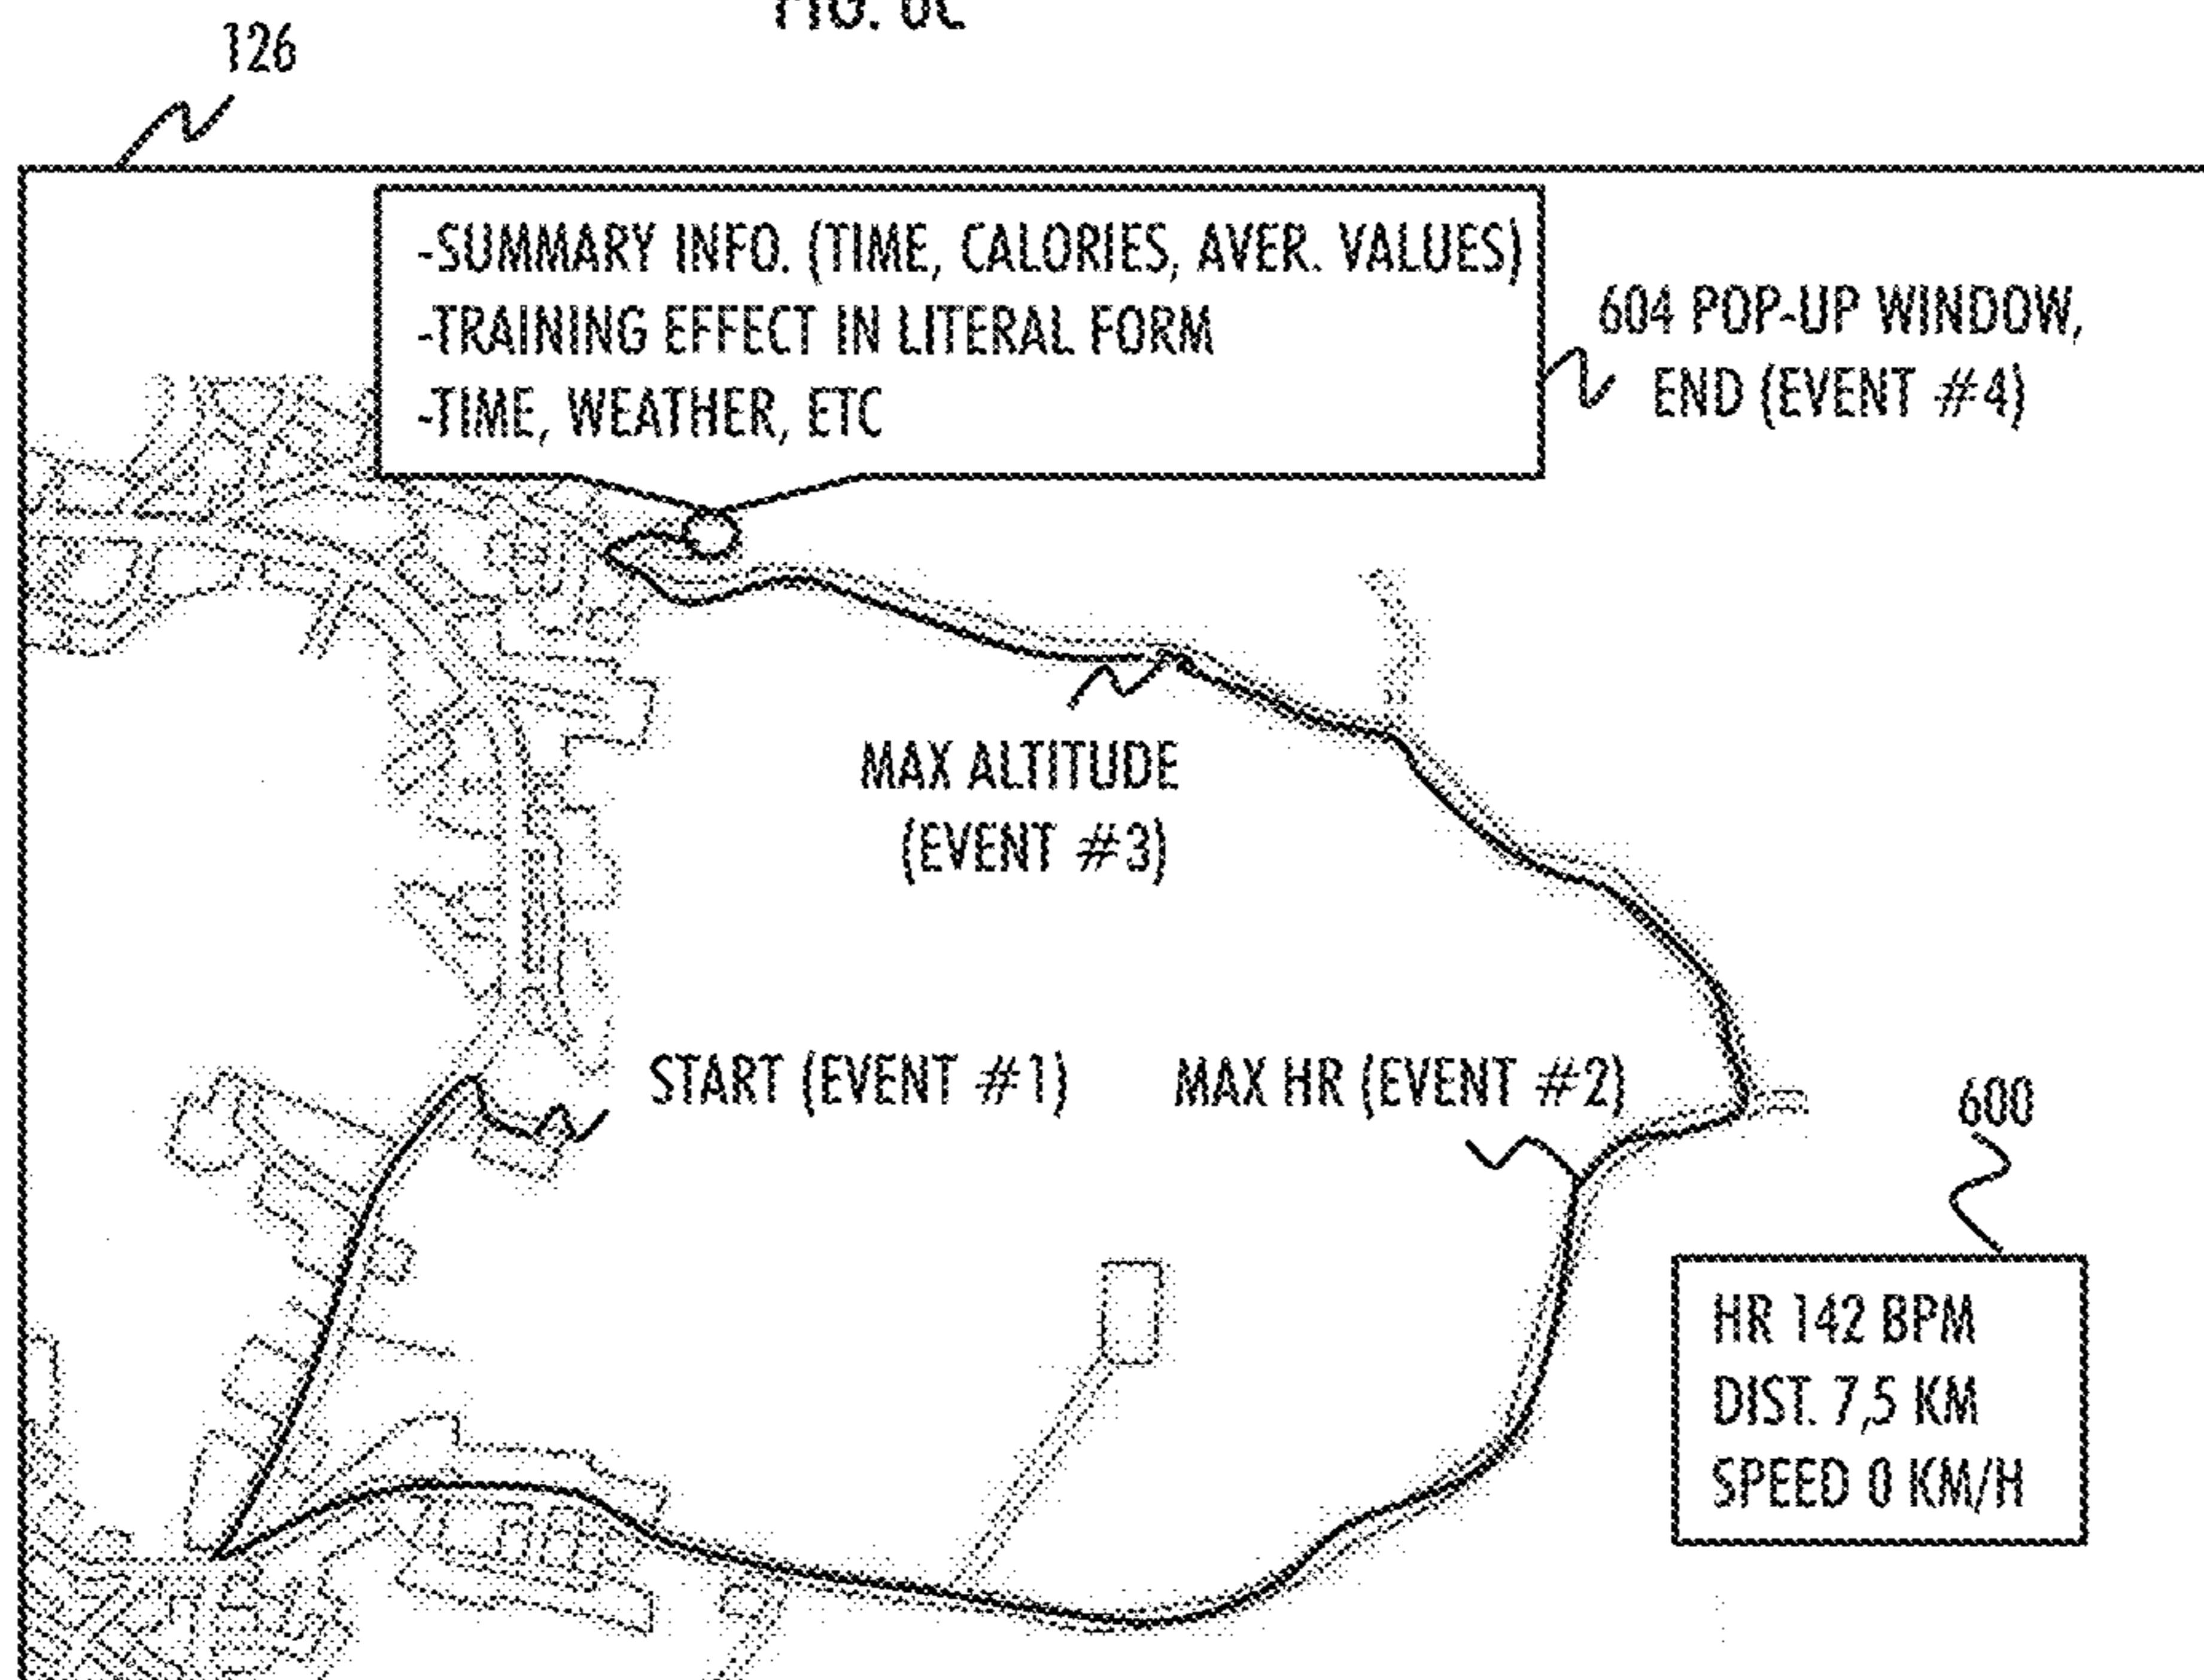 FIG. 6C
126
-SUMMARY INFO. (TIME, CALORIES, AVER. VALUES)
-TRAINING EFFECT IN LITERAL FORM
-TIME, WEATHER, ETC
604 POP-UP WINDOW,
END (EVENT #4)
MAX ALTITUDE
(EVENT #3)
START (EVENT #1)
MAX HR (EVENT #2)
600
HR 142 BPM
DIST. 7,5 KM
SPEED 0 KM/H